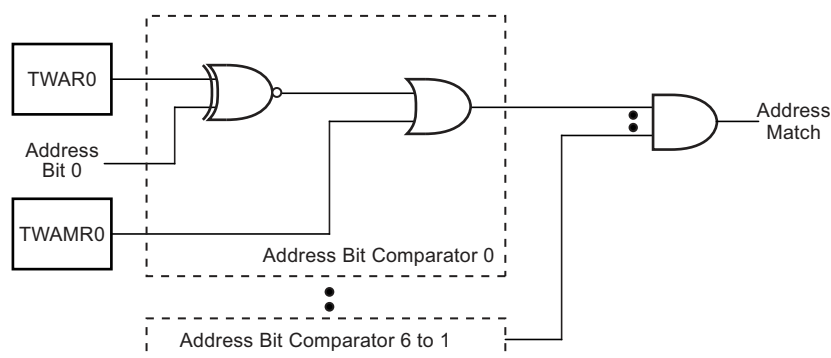 TWAR0
Address
Bit 0
TWAMR0
Address Bit Comparator 0
Address
Match
Address Bit Comparator 6 to 1